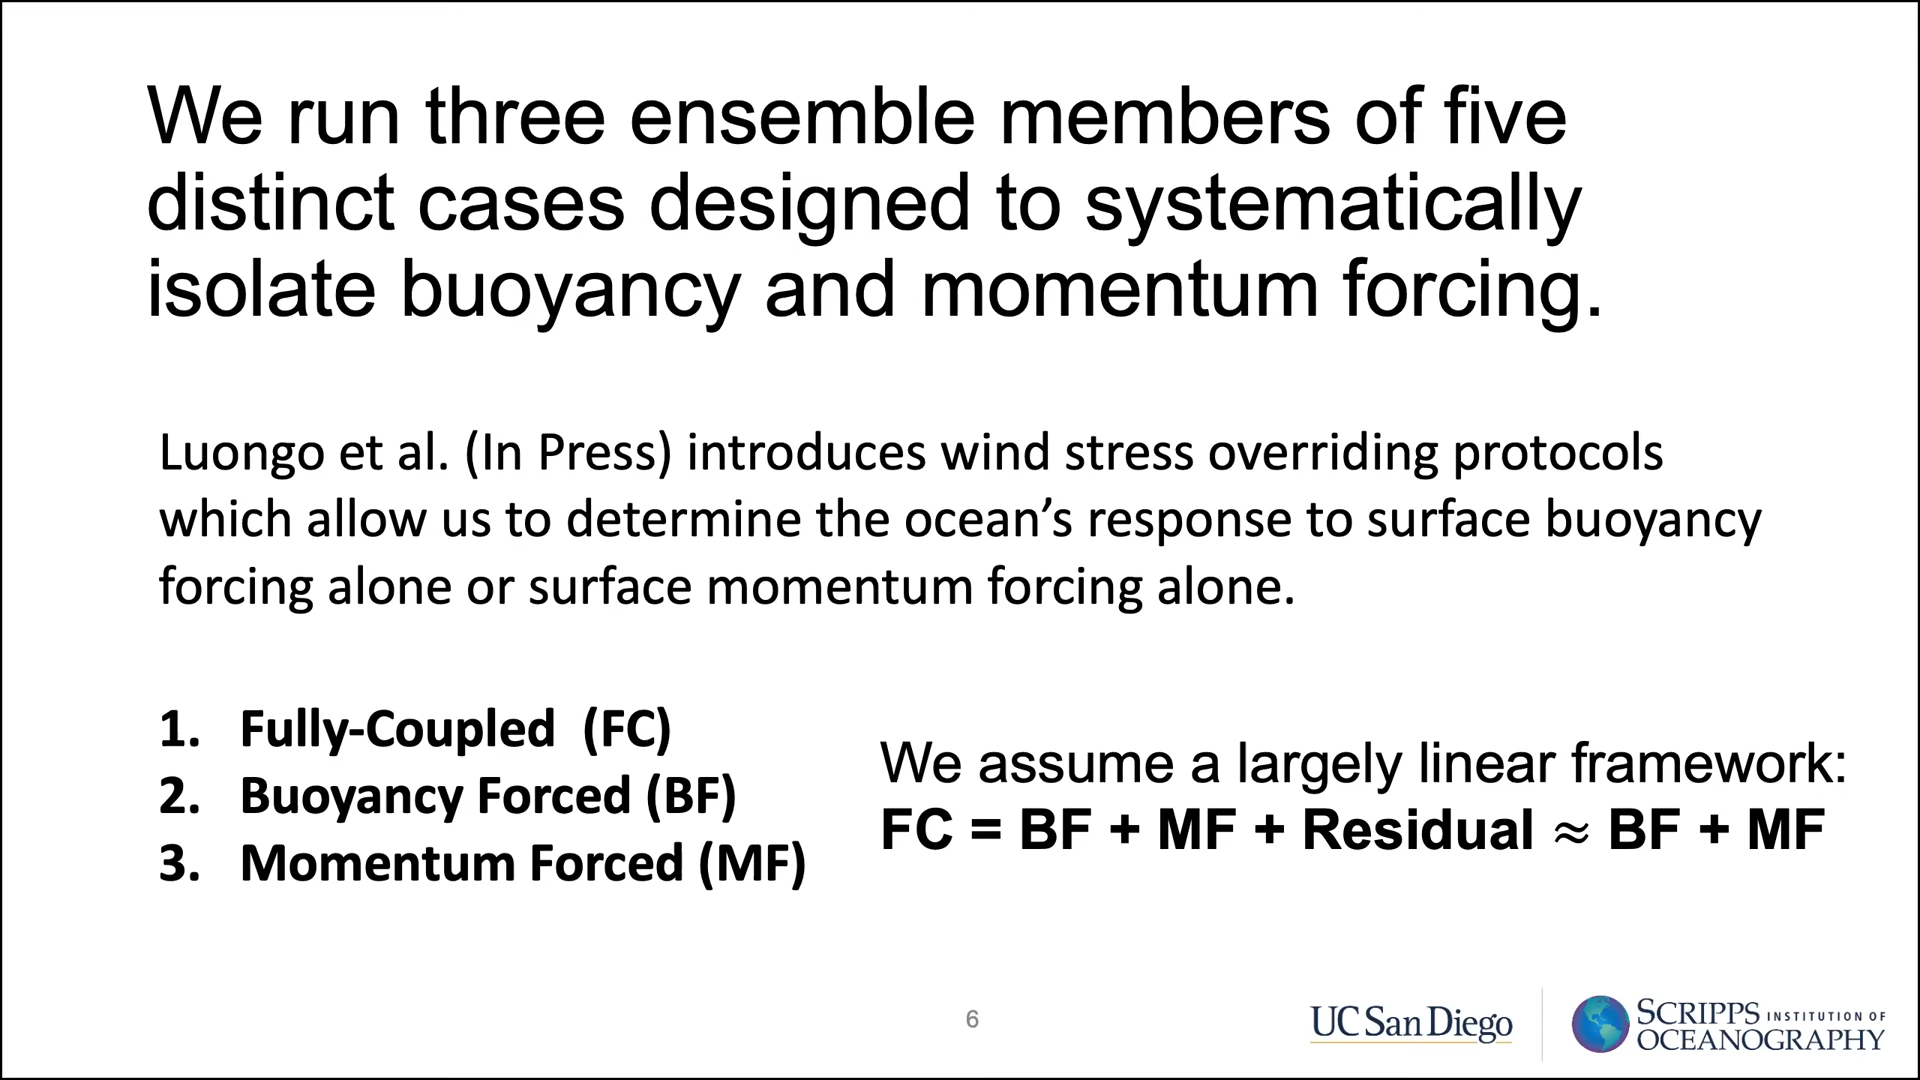 We run three ensemble members of five
distinct cases designed to systematically
isolate buoyancy and momentum forcing.
Luongo et al. (In Press) introduces wind stress overriding protocols
which allow us to determine the ocean’s response to surface buoyancy
forcing alone or surface momentum forcing alone.
1. Fully-Coupled (FC)
2. Buoyancy Forced (BF)
3. Momentum Forced (MF)
We assume a largely linear framework:
FC = BF + MF + Residual ≈ BF + MF
6
UC San Diego
SCRIPPS INSTITUTION OF
OCEANOGRAPHY